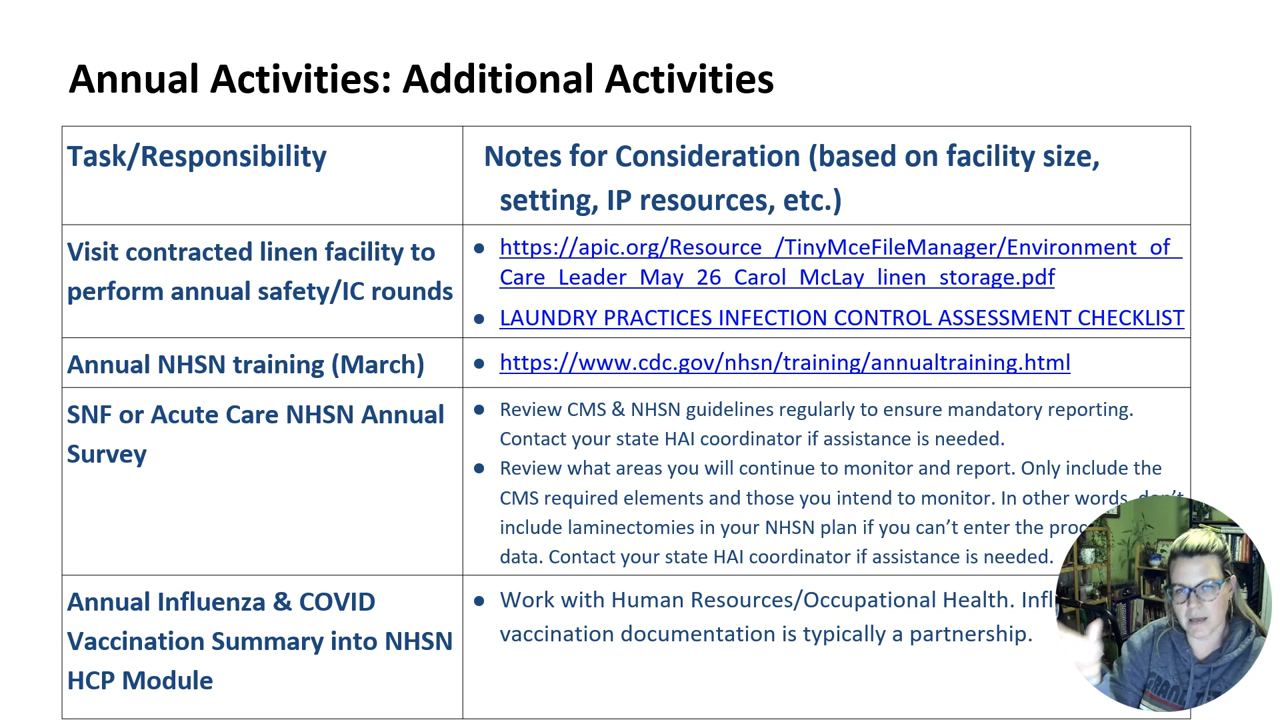 Annual Activities: Additional Activities
Task/Responsibility
Notes for Consideration (based on facility size,
setting, IP resources, etc.)
Visit contracted linen facility to
perform annual safety/IC rounds
● https://apic.org/Resource_/TinyMceFileManager/Environment_of_
Care_Leader_May_26_Carol_McLay_linen_storage.pdf
● LAUNDRY PRACTICES INFECTION CONTROL ASSESSMENT CHECKLIST
Annual NHSN training (March)
● https://www.cdc.gov/nhsn/training/annualtraining.html
SNF or Acute Care NHSN Annual
Survey
● Review CMS & NHSN guidelines regularly to ensure mandatory reporting.
Contact your state HAI coordinator if assistance is needed.
● Review what areas you will continue to monitor and report. Only include the
CMS required elements and those you intend to monitor. In other words, don't
include laminectomies in your NHSN plan if you can't enter the
data. Contact your state HAI coordinator if assistance is needed.
Annual Influenza & COVID
Vaccination Summary into NHSN
HCP Module
● Work with Human Resources/Occupational Health.
vaccination documentation is typically a partnership.